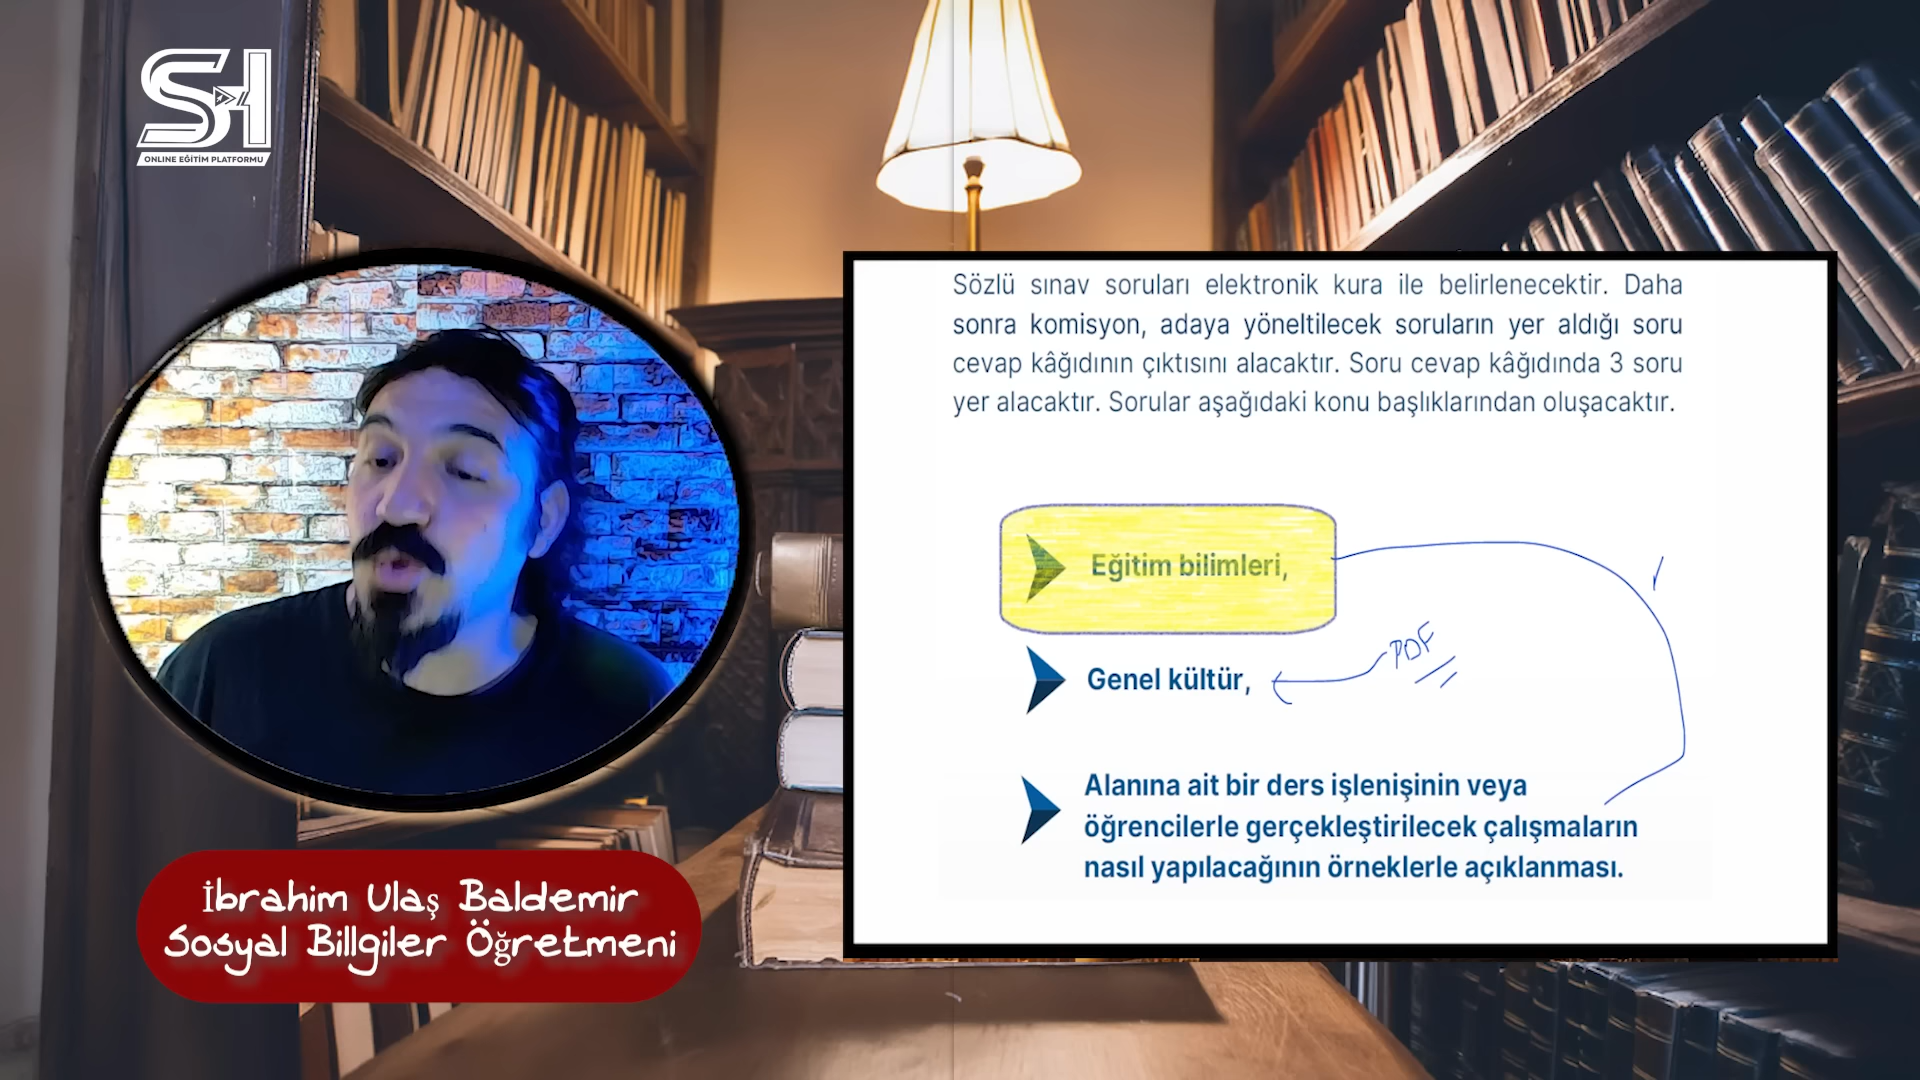 SH
ONLINE EĞİTİM PLATFORMU
Sözlü sınav soruları elektronik kura ile belirlenecektir. Daha
sonra komisyon, adaya yöneltilecek soruların yer aldığı soru
cevap kâğıdının çıktısını alacaktır. Soru cevap kâğıdında 3 soru
yer alacaktır. Sorular aşağıdaki konu başlıklarından oluşacaktır.
Eğitim bilimleri,
PDF
Genel kültür,
Alanına ait bir ders işlenişinin veya
öğrencilerle gerçekleştirilecek çalışmaların
nasıl yapılacağının örneklerle açıklanması.
İbrahim Ulaş Baldemir
Sosyal Billgiler Öğretmeni